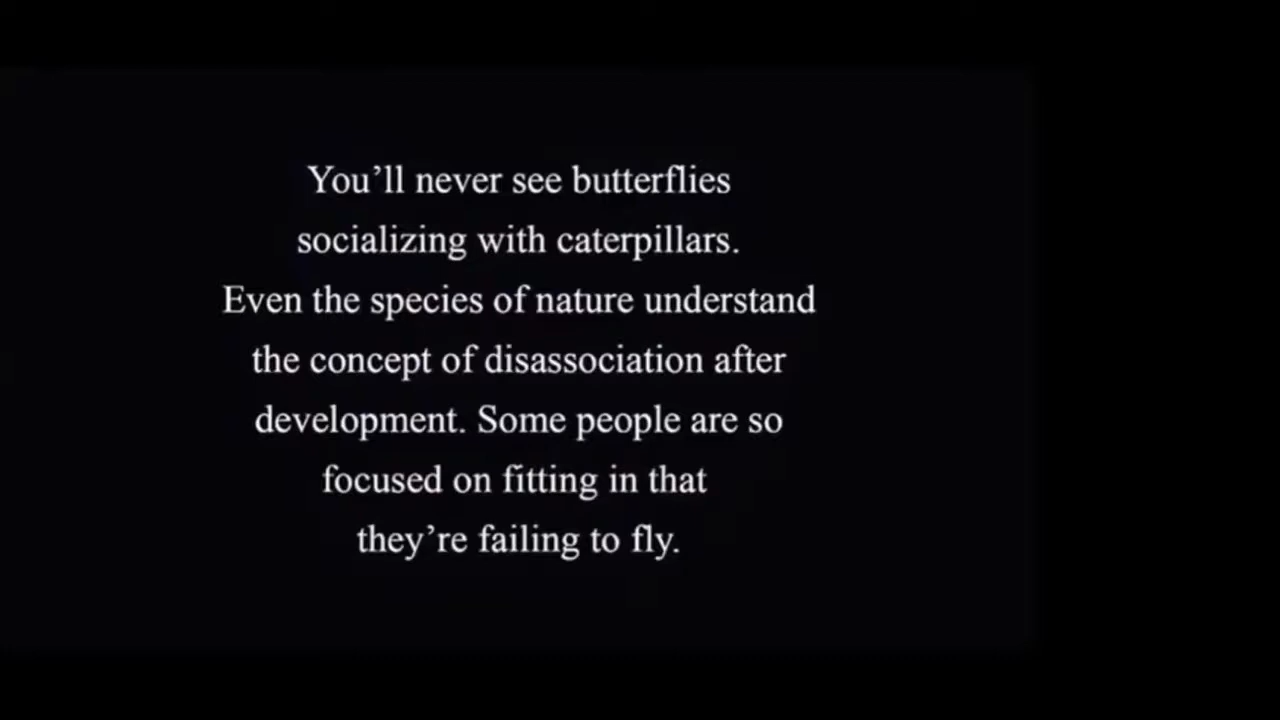 You’ll never see butterflies
socializing with caterpillars.
Even the species of nature understand
the concept of disassociation after
development. Some people are so
focused on fitting in that
they’re failing to fly.